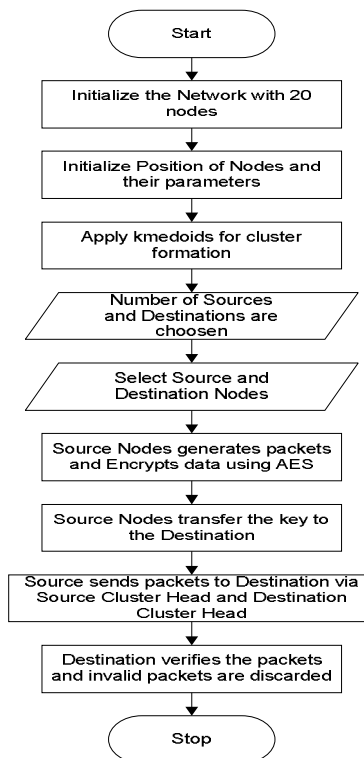 Start
Initialize the Network with 20
nodes
Initialize Position of Nodes and
their parameters
Apply kmedoids for cluster
formation
Number of Sources
and Destinations are
choosen
Select Source and
Destination Nodes
Source Nodes generates packets
and Encrypts data using AES
Source Nodes transfer the key to
the Destination
Source sends packets to Destination via
Source Cluster Head and Destination
Cluster Head
Destination verifies the packets
and invalid packets are discarded
Stop